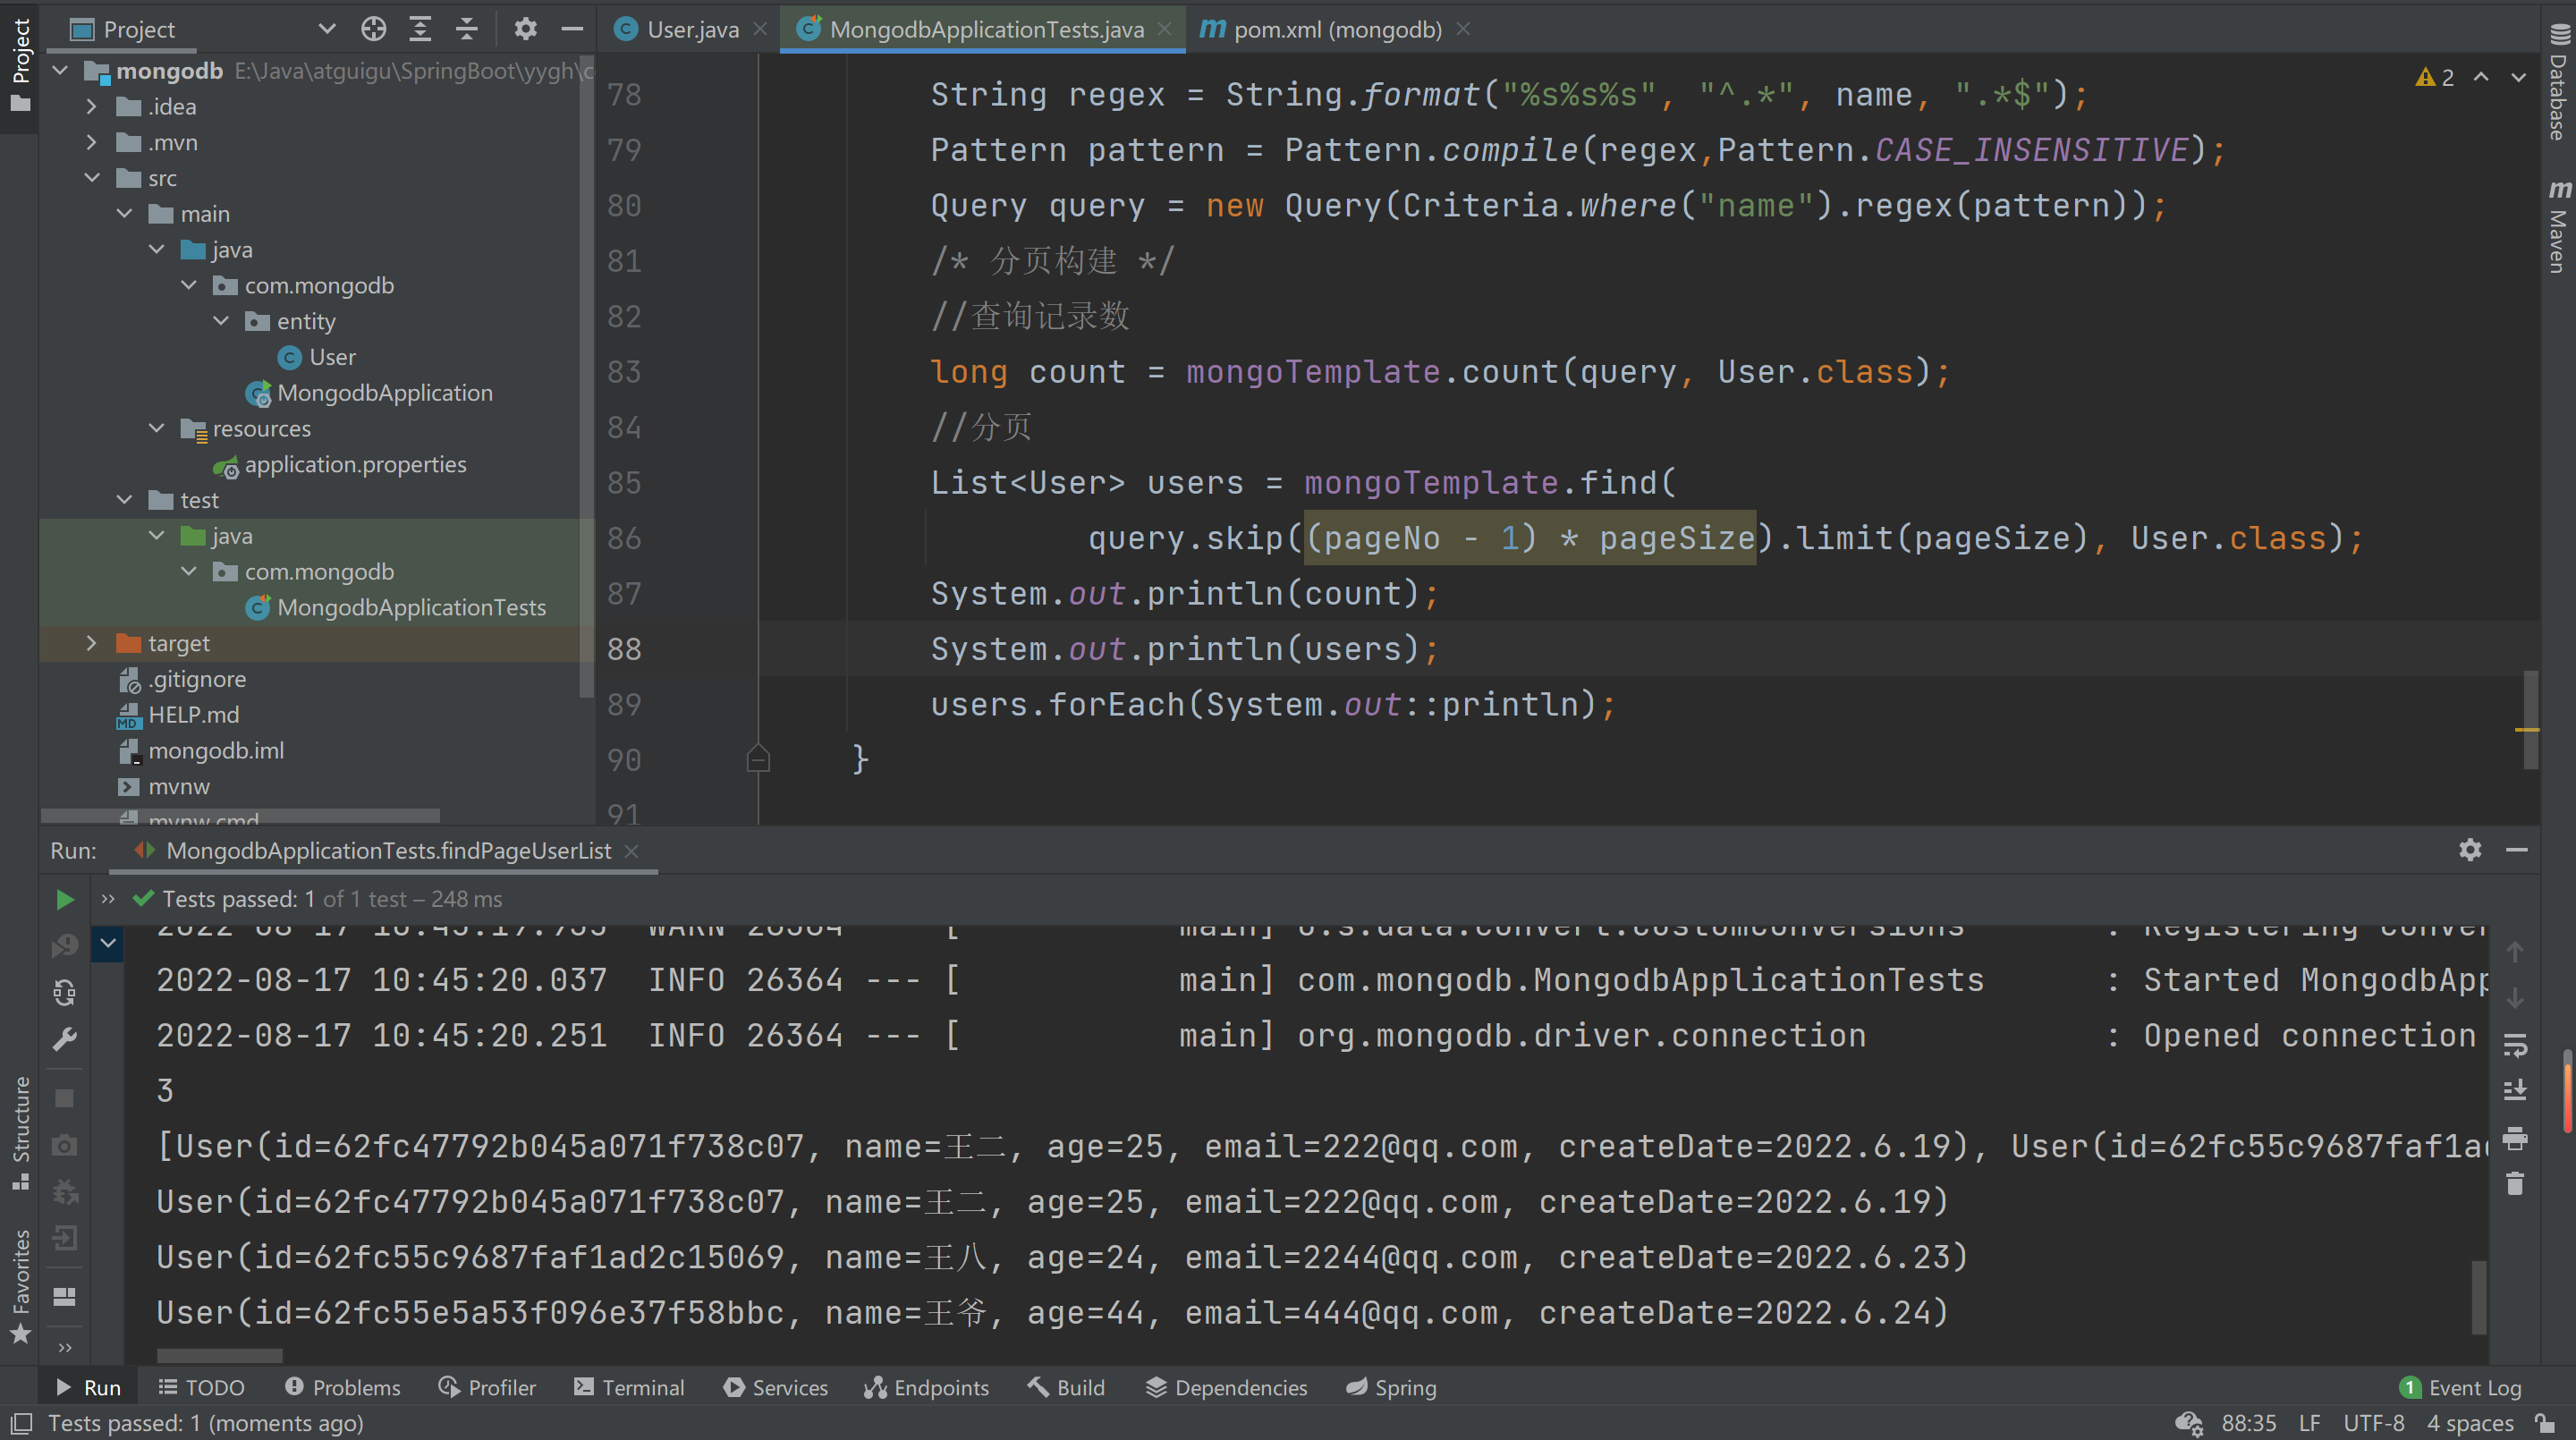 Project
User.java
MongodbApplicationTests.java
pom.xml (mongodb)
Project
mongodb E:\Java\atguigu\SpringBoot\yygh\c
.idea
.mvn
src
main
java
com.mongodb
entity
User
MongodbApplication
resources
application.properties
test
java
com.mongodb
MongodbApplicationTests
target
.gitignore
HELP.md
mongodb.iml
mvnw
mvnw.cmd
78 String regex = String.format("%s%s%s", "^.*", name, ".*$");
79 Pattern pattern = Pattern.compile(regex,Pattern.CASE_INSENSITIVE);
80 Query query = new Query(Criteria.where("name").regex(pattern));
81 /* 分页构建 */
82 //查询记录数
83 long count = mongoTemplate.count(query, User.class);
84 //分页
85 List<User> users = mongoTemplate.find(
86 query.skip((pageNo - 1) * pageSize).limit(pageSize), User.class);
87 System.out.println(count);
88 System.out.println(users);
89 users.forEach(System.out::println);
90 }
91
2
Database
Maven
Run: MongodbApplicationTests.findPageUserList
Tests passed: 1 of 1 test – 248 ms
main] o.s.data.convert.CustomConversions : Registering conver
2022-08-17 10:45:20.037 INFO 26364 --- [ main] com.mongodb.MongodbApplicationTests : Started MongodbApp
2022-08-17 10:45:20.251 INFO 26364 --- [ main] org.mongodb.driver.connection : Opened connection
3
[User(id=62fc47792b045a071f738c07, name=王二, age=25, email=222@qq.com, createDate=2022.6.19), User(id=62fc55c9687faf1ad
User(id=62fc47792b045a071f738c07, name=王二, age=25, email=222@qq.com, createDate=2022.6.19)
User(id=62fc55c9687faf1ad2c15069, name=王八, age=24, email=2244@qq.com, createDate=2022.6.23)
User(id=62fc55e5a53f096e37f58bbc, name=王爷, age=44, email=444@qq.com, createDate=2022.6.24)
Structure
Favorites
Run TODO Problems Profiler Terminal Services Endpoints Build Dependencies Spring 1 Event Log
Tests passed: 1 (moments ago) 88:35 LF UTF-8 4 spaces